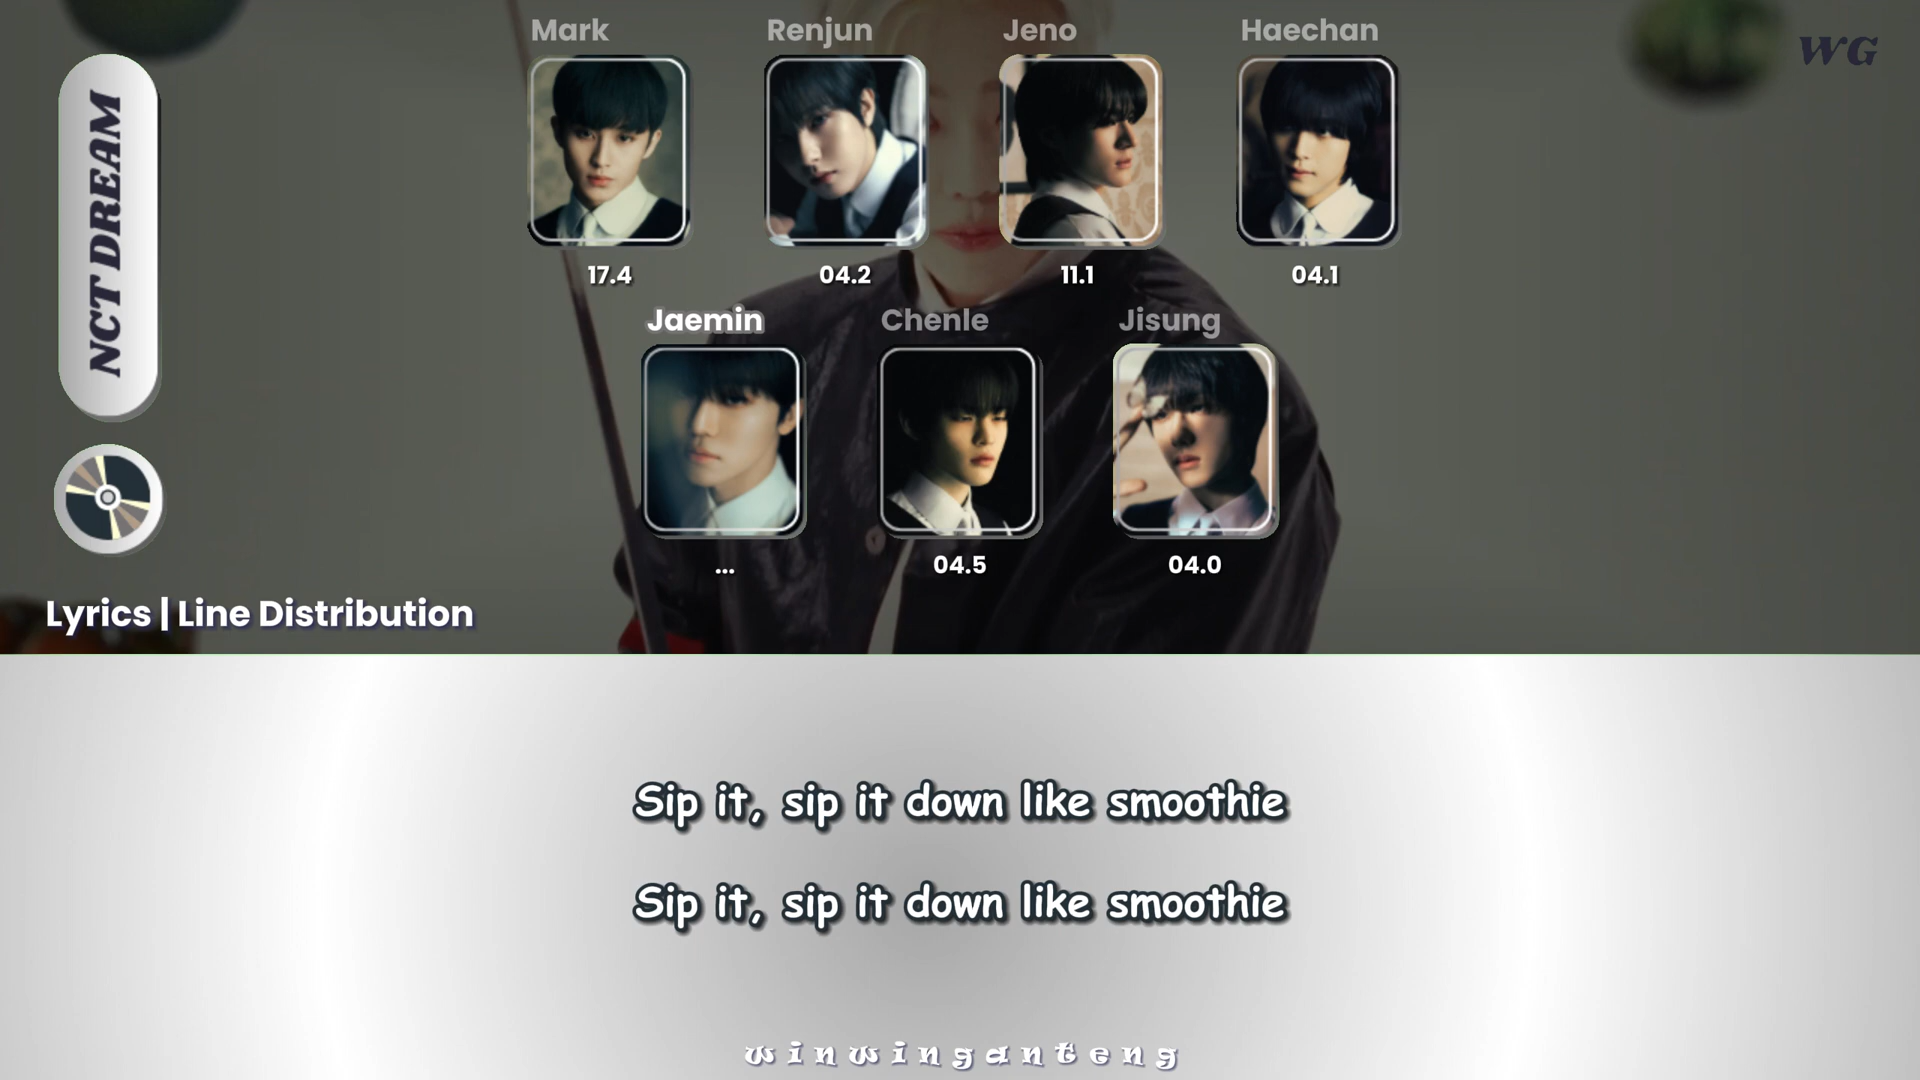 Mark
Renjun
Jeno
Haechan
WG
NCT DREAM
17.4
04.2
11.1
04.1
Jaemin
Chenle
Jisung
...
04.5
04.0
Lyrics | Line Distribution
Sip it, sip it down like smoothie
Sip it, sip it down like smoothie
winwinganteng